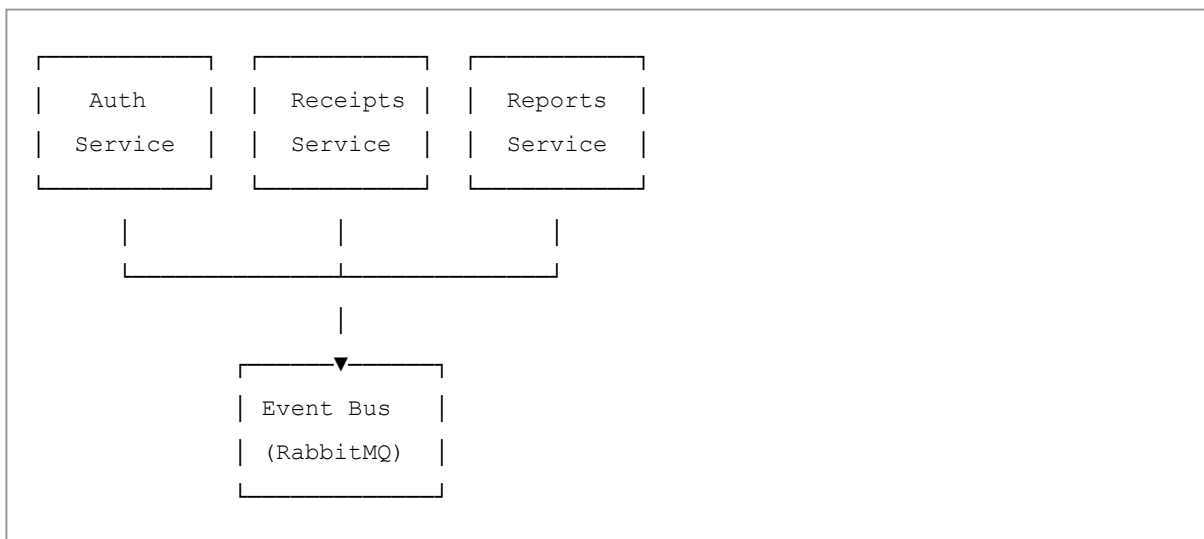 Auth Receipts Reports
Service Service Service
Event Bus
(RabbitMQ)